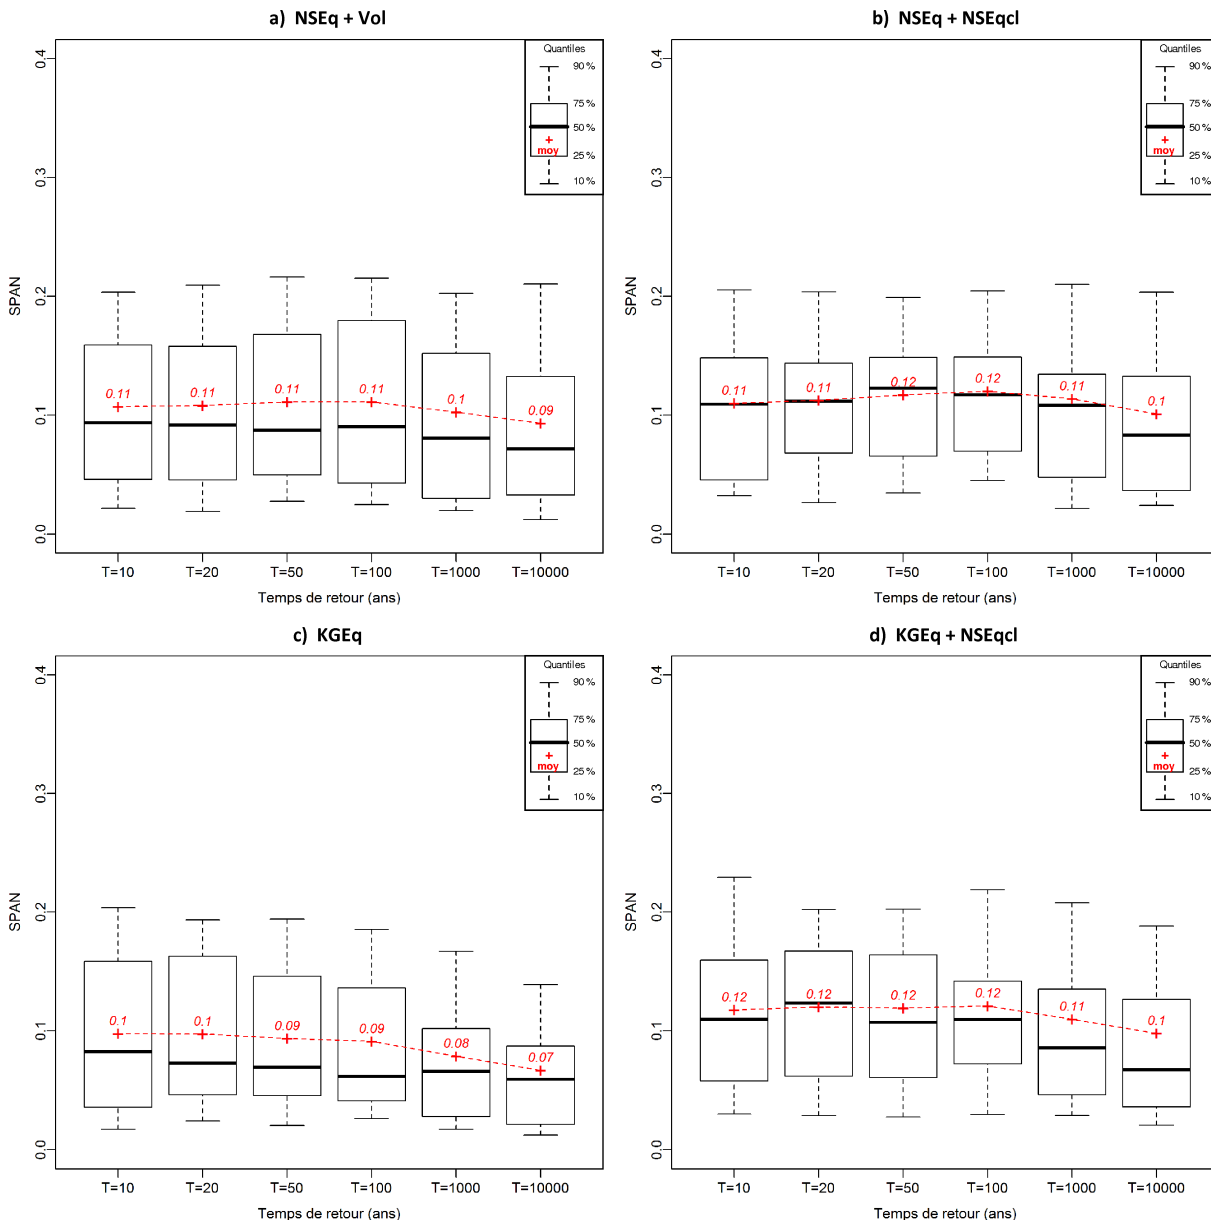 a) NSEq + Vol
b) NSEq + NSEqcl
0.4
0.3
0.2
0.1
0.0
SPAN
Quantiles
90%
75%
50%
+
moy
25%
10%
0.11
0.11
0.11
0.11
0.1
0.09
T=10
T=20
T=50
T=100
T=1000
T=10000
Temps de retour (ans)
0.4
0.3
0.2
0.1
0.0
SPAN
Quantiles
90%
75%
50%
+
moy
25%
10%
0.11
0.11
0.12
0.12
0.11
0.1
T=10
T=20
T=50
T=100
T=1000
T=10000
Temps de retour (ans)
c) KGEq
d) KGEq + NSEqcl
0.4
0.3
0.2
0.1
0.0
SPAN
Quantiles
90%
75%
50%
+
moy
25%
10%
0.1
0.1
0.09
0.09
0.08
0.07
T=10
T=20
T=50
T=100
T=1000
T=10000
Temps de retour (ans)
0.4
0.3
0.2
0.1
0.0
SPAN
Quantiles
90%
75%
50%
+
moy
25%
10%
0.12
0.12
0.12
0.12
0.11
0.1
T=10
T=20
T=50
T=100
T=1000
T=10000
Temps de retour (ans)